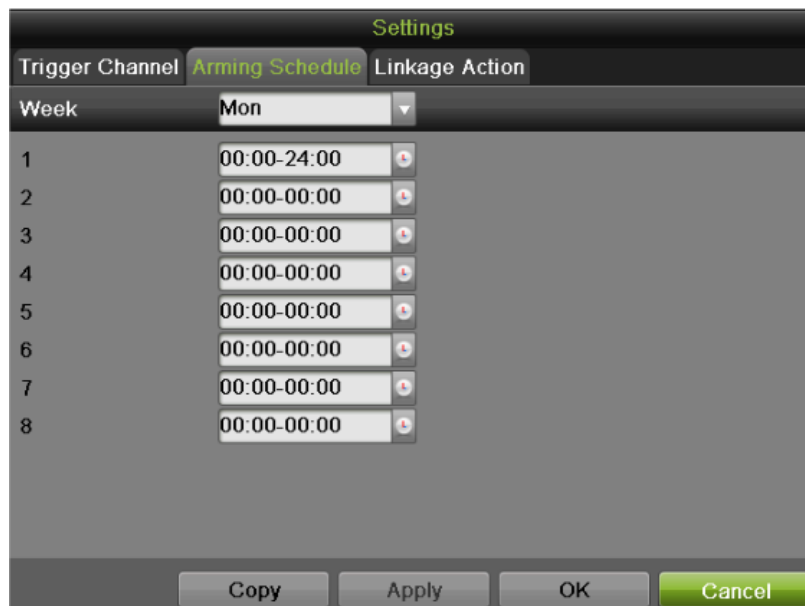 Settings
Trigger Channel Arming Schedule Linkage Action
Week Mon
1 00:00-24:00
2 00:00-00:00
3 00:00-00:00
4 00:00-00:00
5 00:00-00:00
6 00:00-00:00
7 00:00-00:00
8 00:00-00:00
Copy Apply OK Cancel